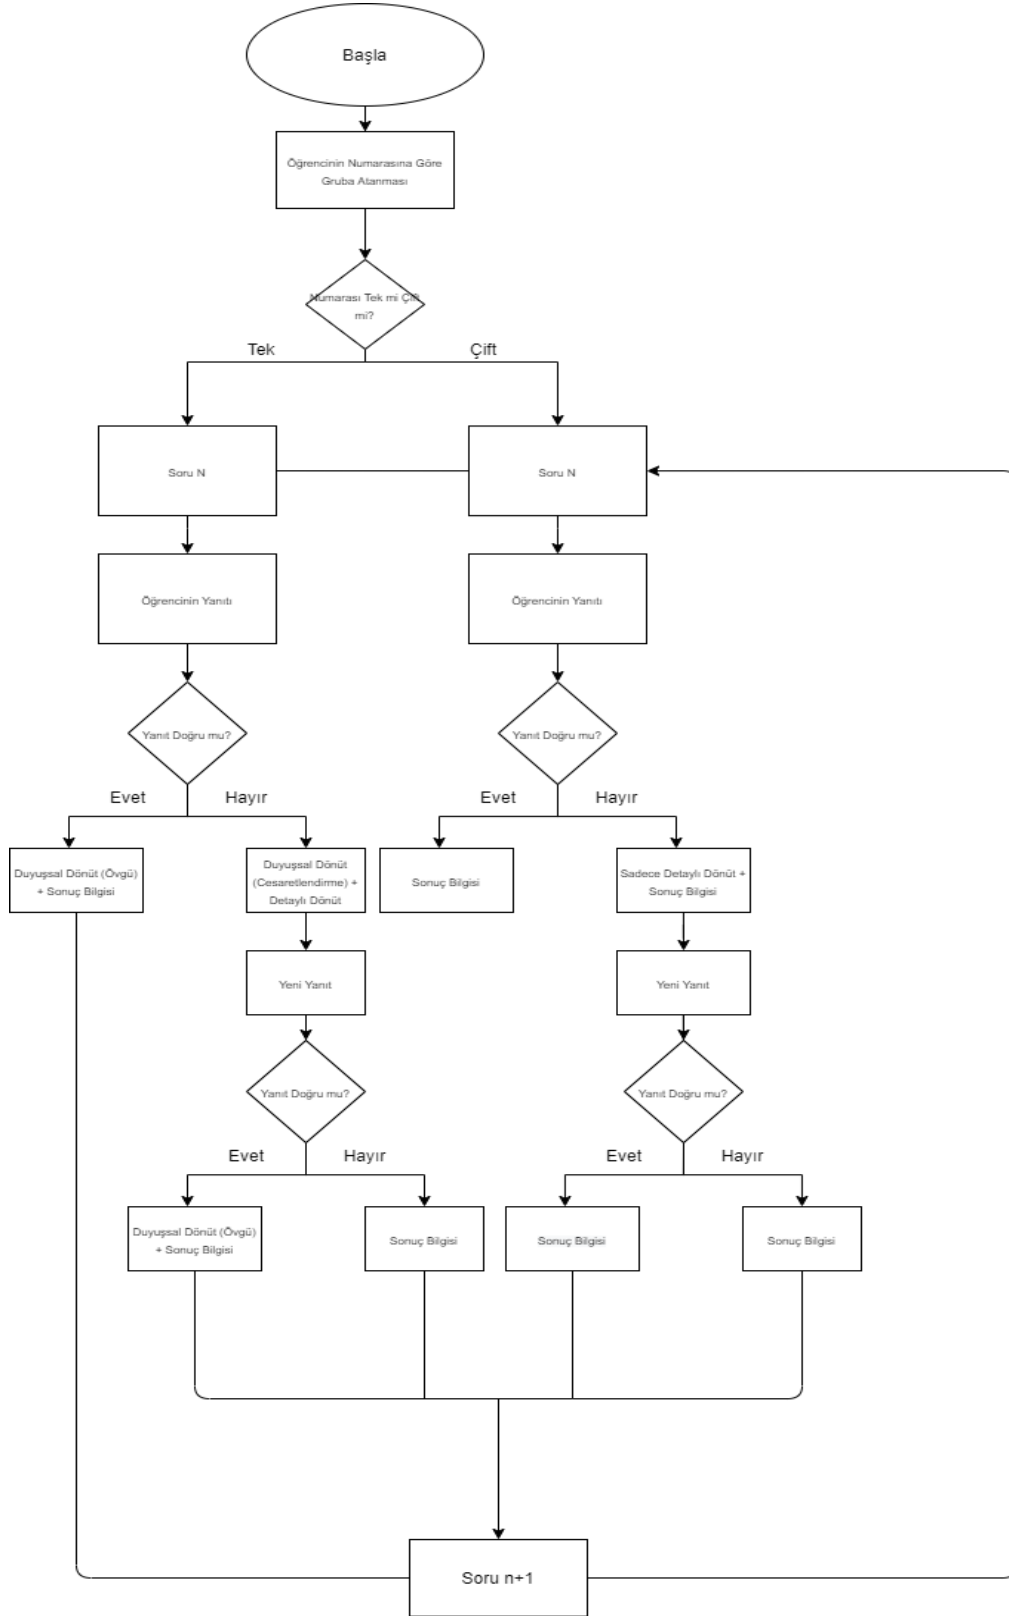 Başla
Öğrencinin Numarasına Göre
Gruba Atanması
Numarası Tek mi Çift
mi?
Tek
Çift
Soru N
Soru N
Öğrencinin Yanıtı
Öğrencinin Yanıtı
Yanıt Doğru mu?
Yanıt Doğru mu?
Evet
Hayır
Evet
Hayır
Duyuşsal Dönüt (Övgü)
+ Sonuç Bilgisi
Duyuşsal Dönüt
(Cesaretlendirme) +
Detaylı Dönüt
Sonuç Bilgisi
Sadece Detaylı Dönüt +
Sonuç Bilgisi
Yeni Yanıt
Yeni Yanıt
Yanıt Doğru mu?
Yanıt Doğru mu?
Evet
Hayır
Evet
Hayır
Duyuşsal Dönüt (Övgü)
+ Sonuç Bilgisi
Sonuç Bilgisi
Sonuç Bilgisi
Sonuç Bilgisi
Soru n+1